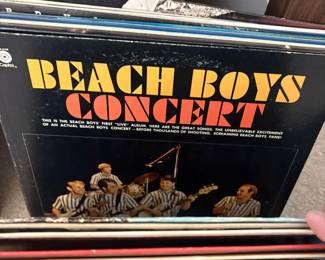 Capitol
BEACH BOYS
CONCERT
THIS IS THE BEACH BOYS' FIRST "LIVE" ALBUM. HERE ARE THE GREAT SONGS, THE UNBELIEVABLE EXCITEMENT
OF AN ACTUAL BEACH BOYS CONCERT—BEFORE THOUSANDS OF SHOUTING, SCREAMING BEACH BOYS FANS!